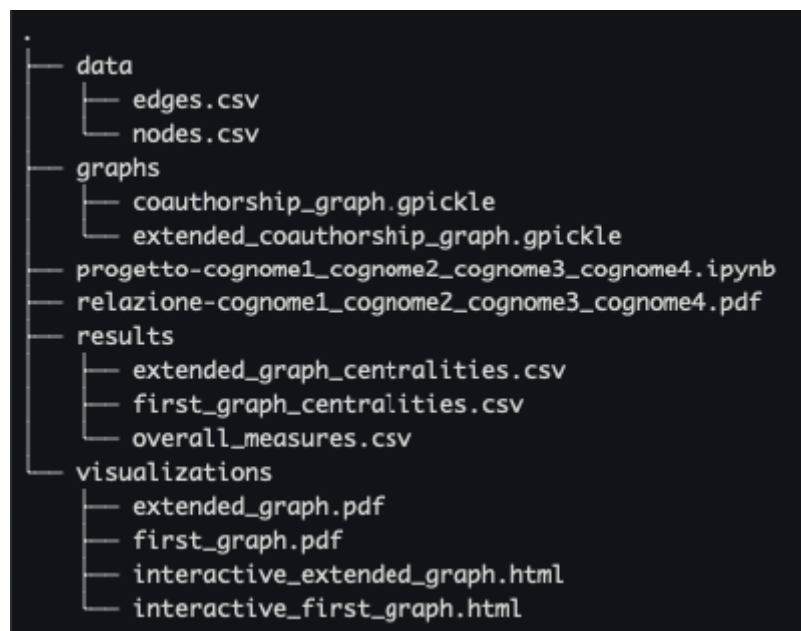 .
├── data
│   ├── edges.csv
│   └── nodes.csv
├── graphs
│   ├── coauthorship_graph.gpickle
│   └── extended_coauthorship_graph.gpickle
├── progetto-cognome1_cognome2_cognome3_cognome4.ipynb
├── relazione-cognome1_cognome2_cognome3_cognome4.pdf
├── results
│   ├── extended_graph_centralities.csv
│   ├── first_graph_centralities.csv
│   └── overall_measures.csv
└── visualizations
    ├── extended_graph.pdf
    ├── first_graph.pdf
    ├── interactive_extended_graph.html
    └── interactive_first_graph.html